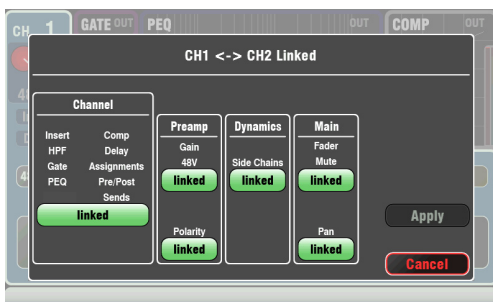 CH 1 GATE OUT PEQ OUT COMP OUT
CH1 <-> CH2 Linked
Channel
Insert Comp
HPF Delay
Gate Assignments
PEQ Pre/Post
Sends
linked
Preamp
Gain
48V
linked
Polarity
linked
Dynamics
Side Chains
linked
Main
Fader
Mute
linked
Pan
linked
Apply
Cancel